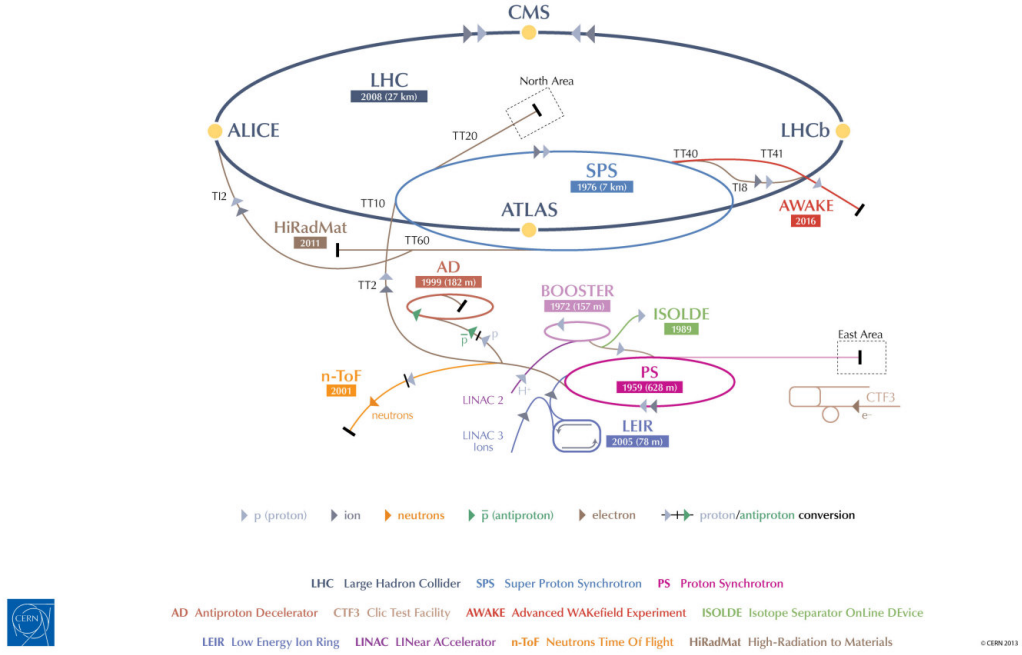 CMS
LHC
2008 (27 km)
North Area
ALICE
LHCb
TT20
TT40
TT41
SPS
1976 (7 km)
TI8
TI2
TT10
ATLAS
AWAKE
2016
HiRadMat
2011
TT60
AD
1999 (182 m)
TT2
BOOSTER
1972 (157 m)
ISOLDE
1989
p̅
p
East Area
n-ToF
2001
PS
1959 (628 m)
H⁺
LINAC 2
neutrons
CTF3
e⁻
LEIR
2005 (78 m)
LINAC 3
Ions
p (proton)
ion
neutrons
p̅ (antiproton)
electron
proton/antiproton conversion
LHC Large Hadron Collider SPS Super Proton Synchrotron PS Proton Synchrotron
AD Antiproton Decelerator CTF3 Clic Test Facility AWAKE Advanced WAKefield Experiment ISOLDE Isotope Separator OnLine DEvice
LEIR Low Energy Ion Ring LINAC LINear ACcelerator n-ToF Neutrons Time Of Flight HiRadMat High-Radiation to Materials
CERN
© CERN 2013